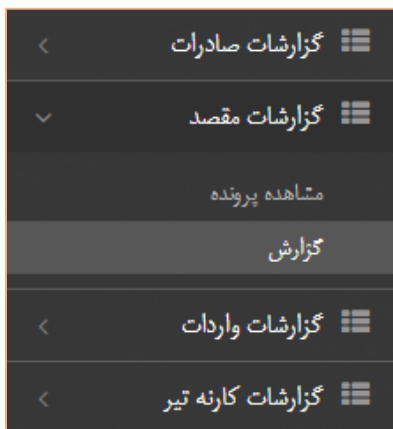 گزارشات صادرات
گزارشات مقصد
مشاهده پرونده
گزارش
گزارشات واردات
گزارشات کارنه تیر